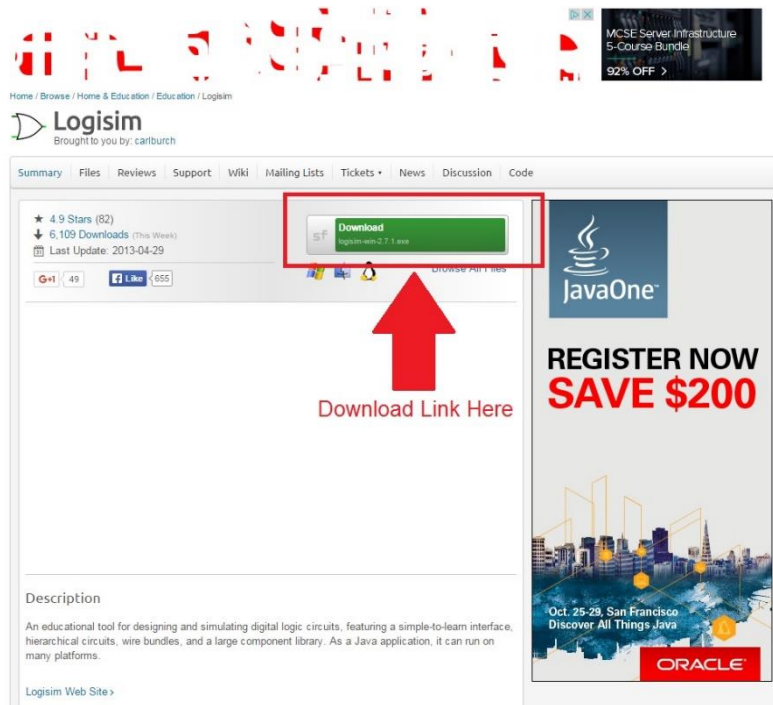 MCSE Server Infrastructure
5-Course Bundle
92% OFF >
Home / Browse / Home & Education / Education / Logisim
Logisim
Brought to you by: carlburch
Summary Files Reviews Support Wiki Mailing Lists Tickets ▾ News Discussion Code
★ 4.9 Stars (82)
6,109 Downloads (This Week)
Last Update: 2013-04-29
G+1 49 Like 655
sf Download
logisim-win-2.7.1.exe
Browse All Files
Download Link Here
JavaOne™
REGISTER NOW
SAVE $200
Oct. 25-29, San Francisco
Discover All Things Java
ORACLE®
Description
An educational tool for designing and simulating digital logic circuits, featuring a simple-to-learn interface,
hierarchical circuits, wire bundles, and a large component library. As a Java application, it can run on
many platforms.
Logisim Web Site >